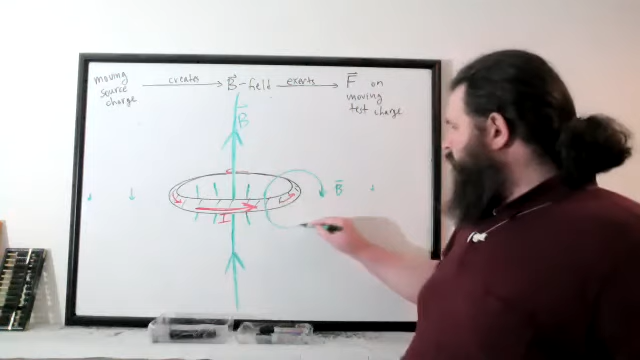 moving source charge → creates → B⃗-field → exerts → F⃗ on moving test charge
B⃗
B⃗
I